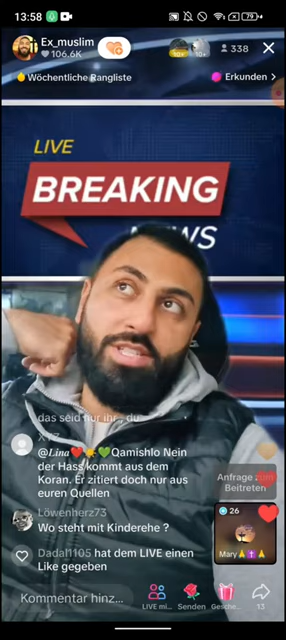 13:58
79
Ex_muslim
106.6K
338
10+
10+
Wöchentliche Rangliste
Erkunden >
LIVE
BREAKING
NEWS
das seid nur ihr., du
@𝑳𝒊𝒏𝒂❤️☀️💚Qamishlo Nein
der Hass kommt aus dem
Koran. Er zitiert doch nur aus
euren Quellen
Anfrage zum
Beitreten
Löwenherz73
Wo steht mit Kinderehe ?
26
Mary🙏✝️🙏
Dadal1105 hat dem LIVE einen
Like gegeben
Kommentar hinz...
LIVE mi...
Senden
Gesche...
13